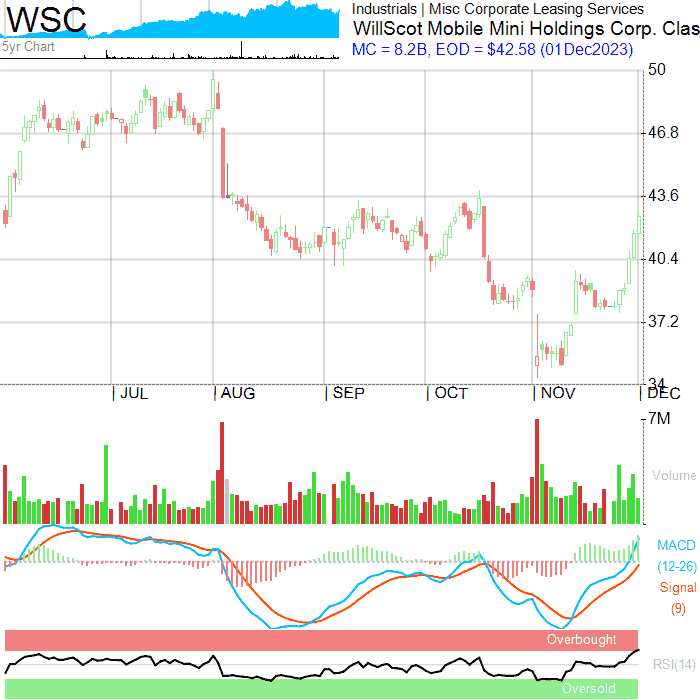 WSC
5yr Chart
Industrials | Misc Corporate Leasing Services
WillScot Mobile Mini Holdings Corp. Clas
MC = 8.2B, EOD = $42.58 (01Dec2023)
50
46.8
43.6
40.4
37.2
34
JUL AUG SEP OCT NOV DEC
7M
Volume
MACD
(12-26)
Signal
(9)
Overbought
RSI(14)
Oversold